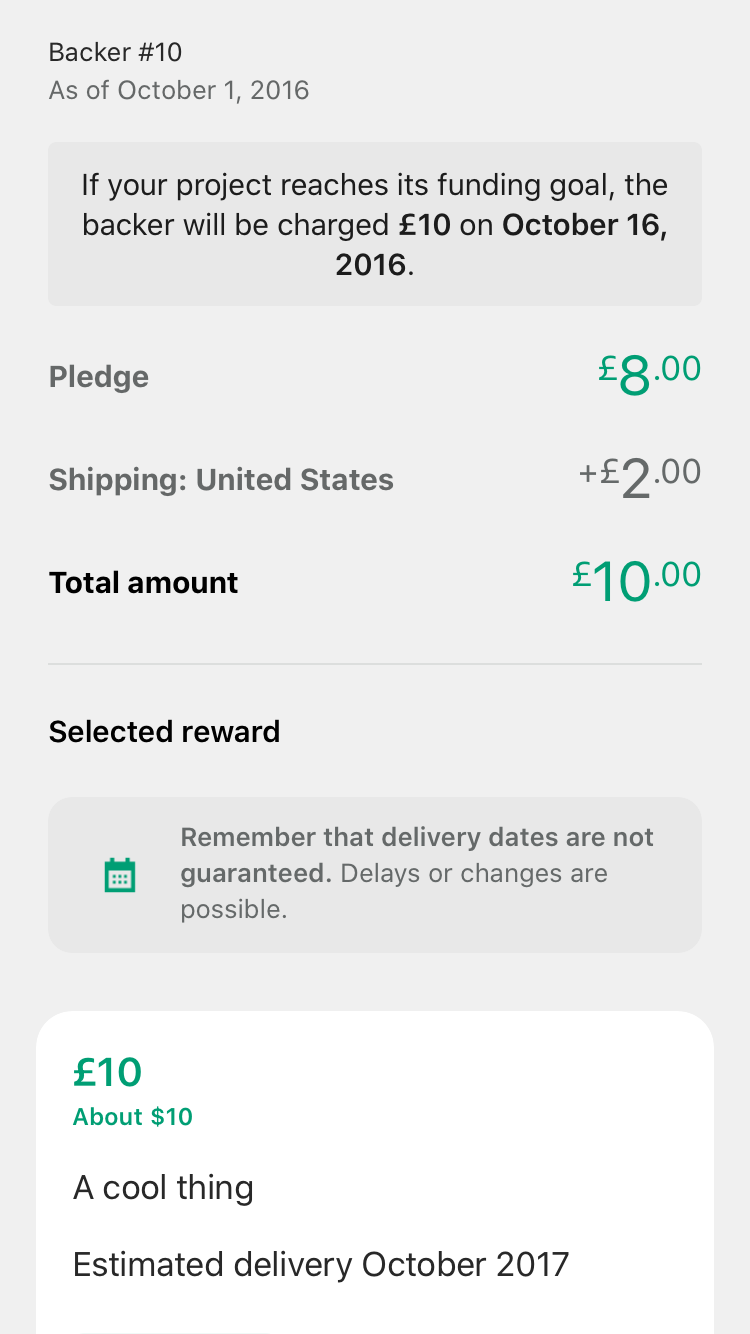 Backer #10
As of October 1, 2016
If your project reaches its funding goal, the
backer will be charged £10 on October 16,
2016.
Pledge £8.00
Shipping: United States +£2.00
Total amount £10.00
Selected reward
Remember that delivery dates are not
guaranteed. Delays or changes are
possible.
£10
About $10
A cool thing
Estimated delivery October 2017